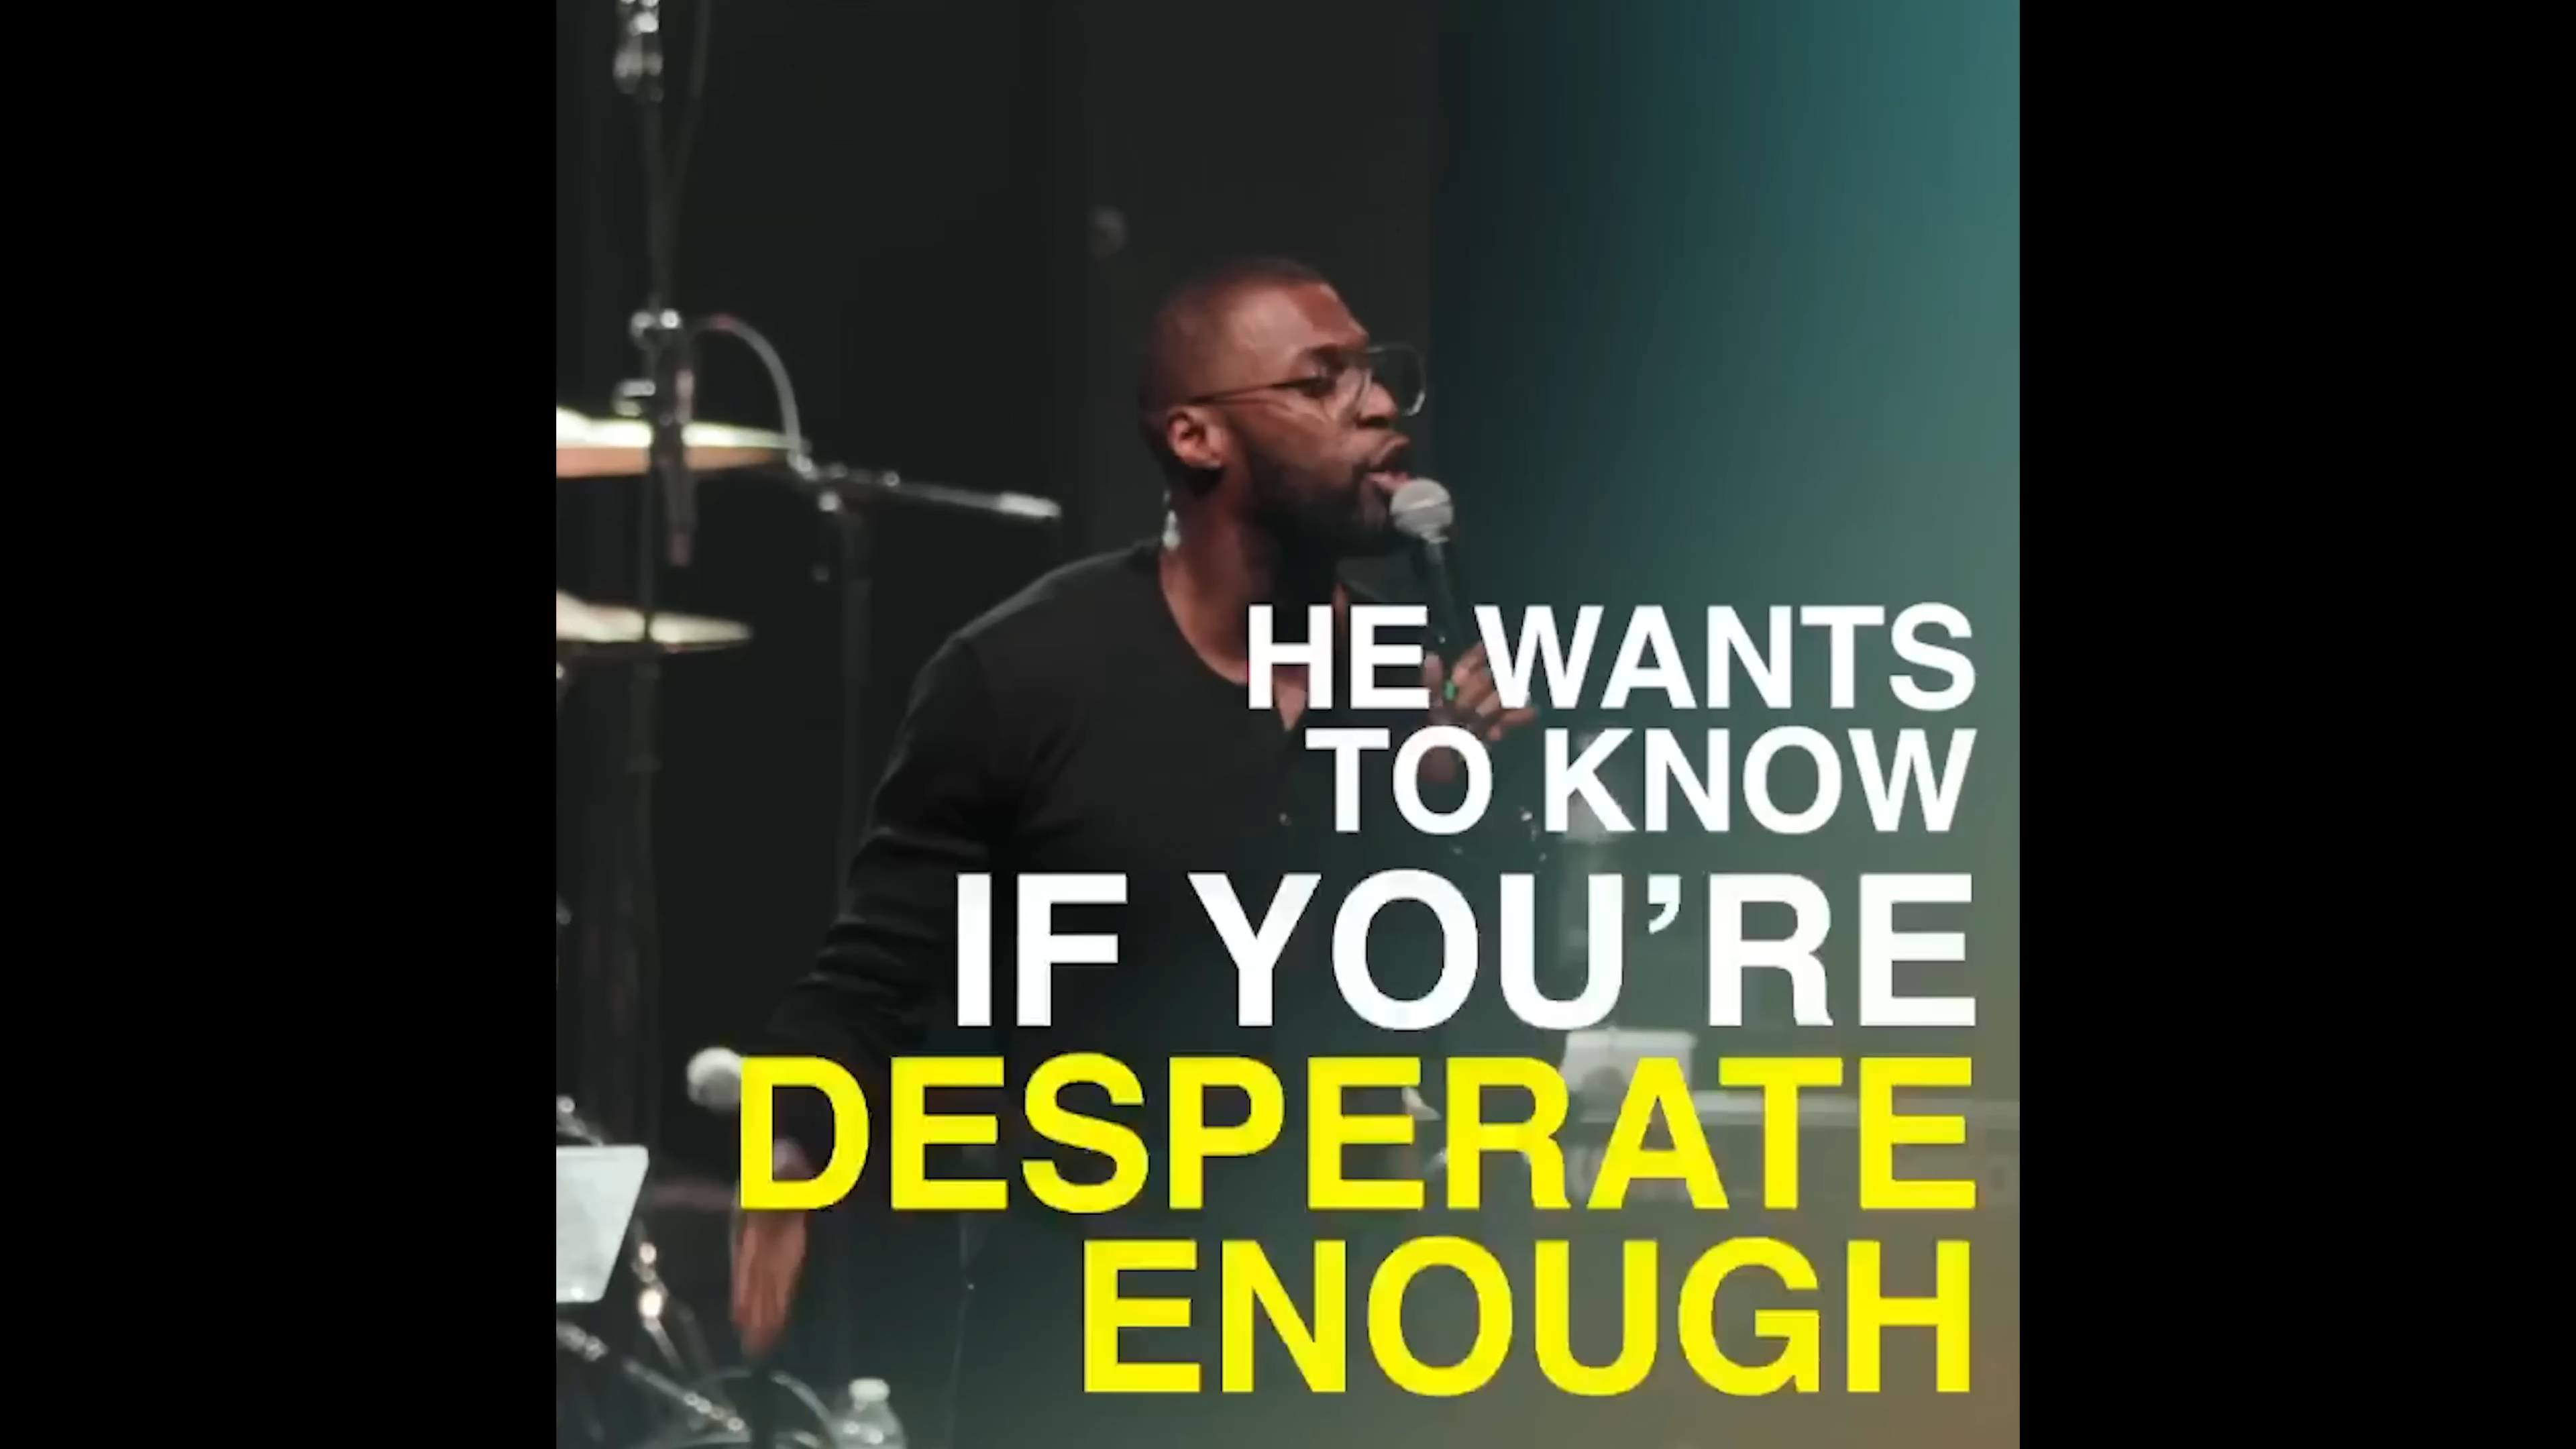 HE WANTS
TO KNOW
IF YOU’RE
DESPERATE
ENOUGH